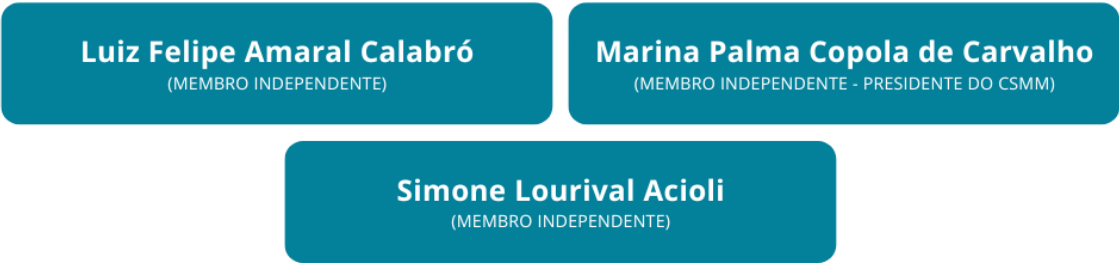 Luiz Felipe Amaral Calabró
(MEMBRO INDEPENDENTE)
Marina Palma Copola de Carvalho
(MEMBRO INDEPENDENTE - PRESIDENTE DO CSMM)
Simone Lourival Acioli
(MEMBRO INDEPENDENTE)